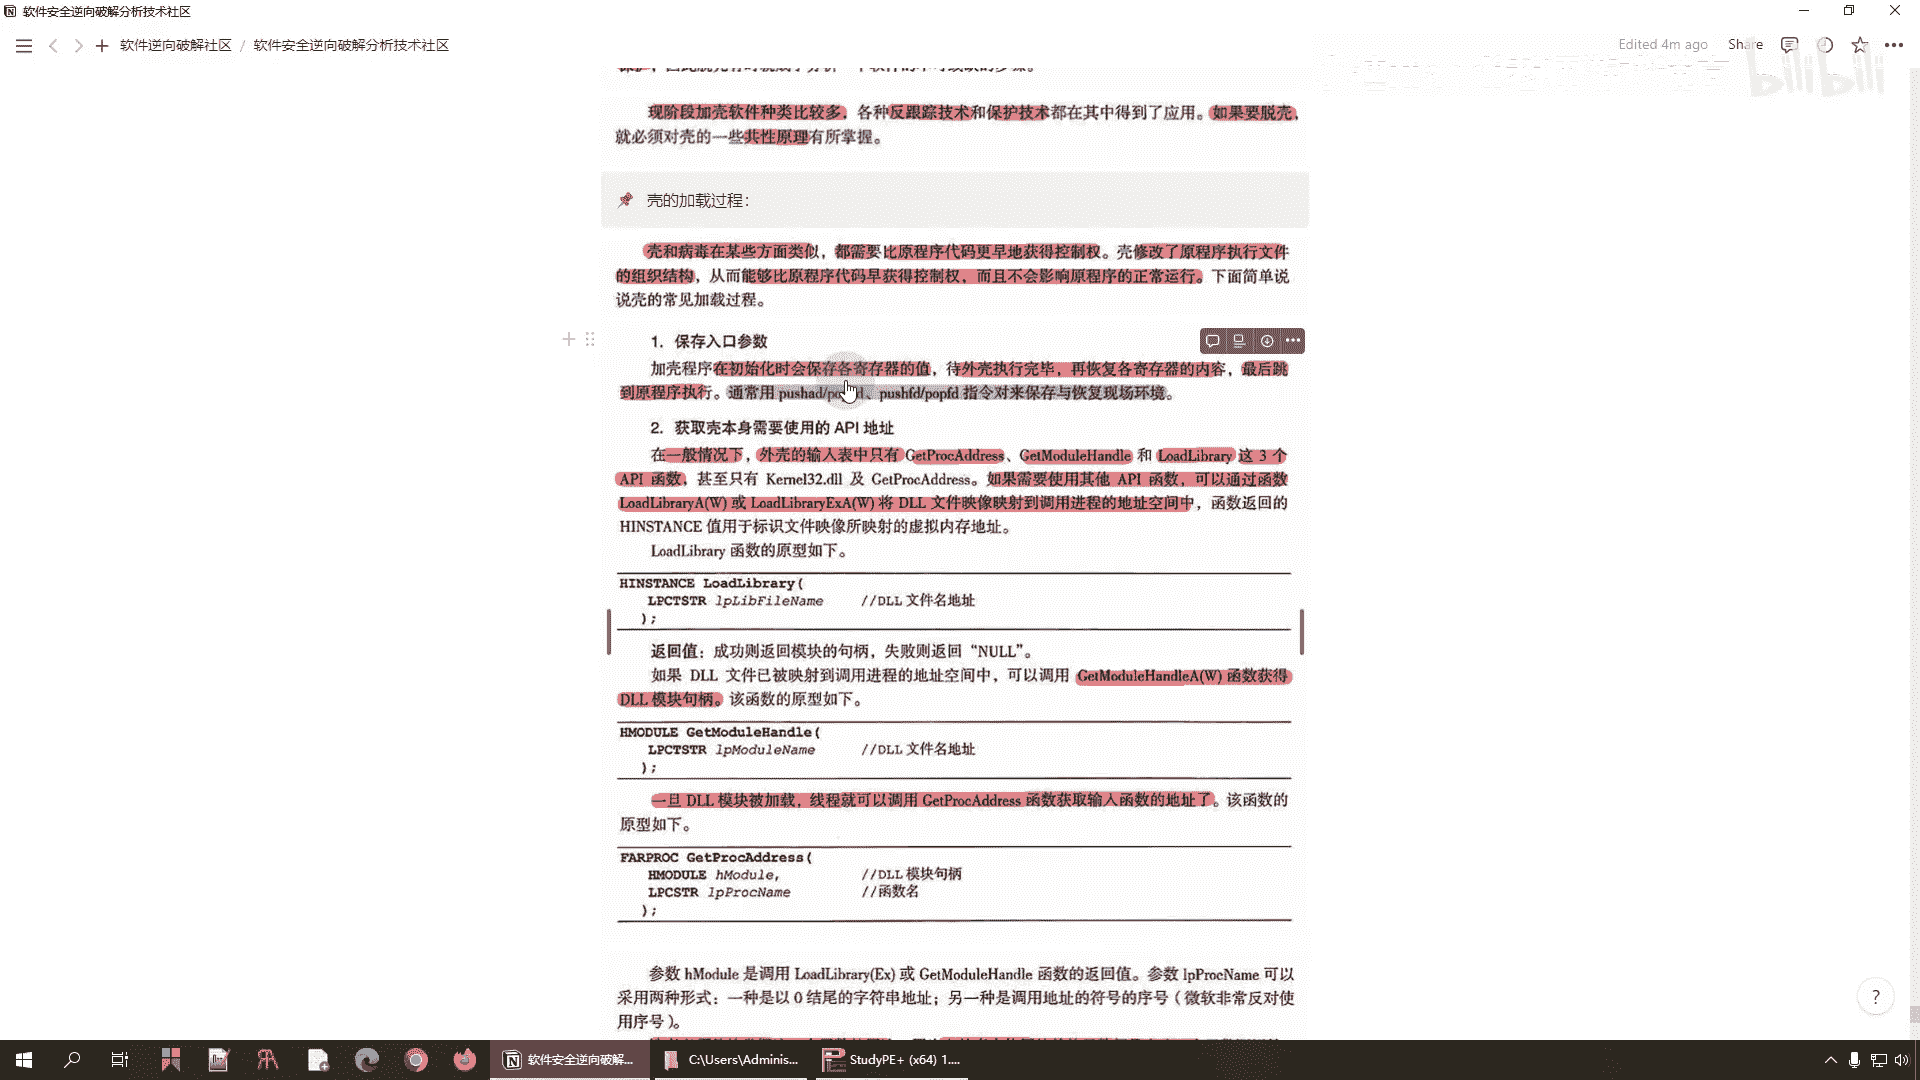 软件安全逆向破解分析技术社区
软件逆向破解社区 / 软件安全逆向破解分析技术社区
Edited 4m ago Share
bilibili
现阶段加壳软件种类比较多，各种反跟踪技术和保护技术都在其中得到了应用。如果要脱壳，
就必须对壳的一些共性原理有所掌握。
壳的加载过程：
壳和病毒在某些方面类似，都需要比原程序代码更早地获得控制权。壳修改了原程序执行文件
的组织结构，从而能够比原程序代码早获得控制权，而且不会影响原程序的正常运行。下面简单说
说壳的常见加载过程。
1. 保存入口参数
加壳程序在初始化时会保存各寄存器的值，待外壳执行完毕，再恢复各寄存器的内容，最后跳
到原程序执行。通常用 pushad/popad、pushfd/popfd 指令对来保存与恢复现场环境。
2. 获取壳本身需要使用的 API 地址
在一般情况下，外壳的输入表中只有 GetProcAddress、GetModuleHandle 和 LoadLibrary 这 3 个
API 函数，甚至只有 Kernel32.dll 及 GetProcAddress。如果需要使用其他 API 函数，可以通过函数
LoadLibraryA(W) 或 LoadLibraryExA(W) 将 DLL 文件映像映射到调用进程的地址空间中，函数返回的
HINSTANCE 值用于标识文件映像所映射的虚拟内存地址。
LoadLibrary 函数的原型如下。
HINSTANCE LoadLibrary(
LPCTSTR lpLibFileName //DLL 文件名地址
);
返回值：成功则返回模块的句柄，失败则返回“NULL”。
如果 DLL 文件已被映射到调用进程的地址空间中，可以调用 GetModuleHandleA(W) 函数获得
DLL 模块句柄。该函数的原型如下。
HMODULE GetModuleHandle(
LPCTSTR lpModuleName //DLL 文件名地址
);
一旦 DLL 模块被加载，线程就可以调用 GetProcAddress 函数获取输入函数的地址了。该函数的
原型如下。
FARPROC GetProcAddress(
HMODULE hModule, //DLL 模块句柄
LPCSTR lpProcName //函数名
);
参数 hModule 是调用 LoadLibrary(Ex) 或 GetModuleHandle 函数的返回值。参数 lpProcName 可以
采用两种形式：一种是以 0 结尾的字符串地址；另一种是调用地址的符号的序号（微软非常反对使
用序号）。
?
软件安全逆向破解... C:\Users\Adminis... StudyPE+ (x64) 1....